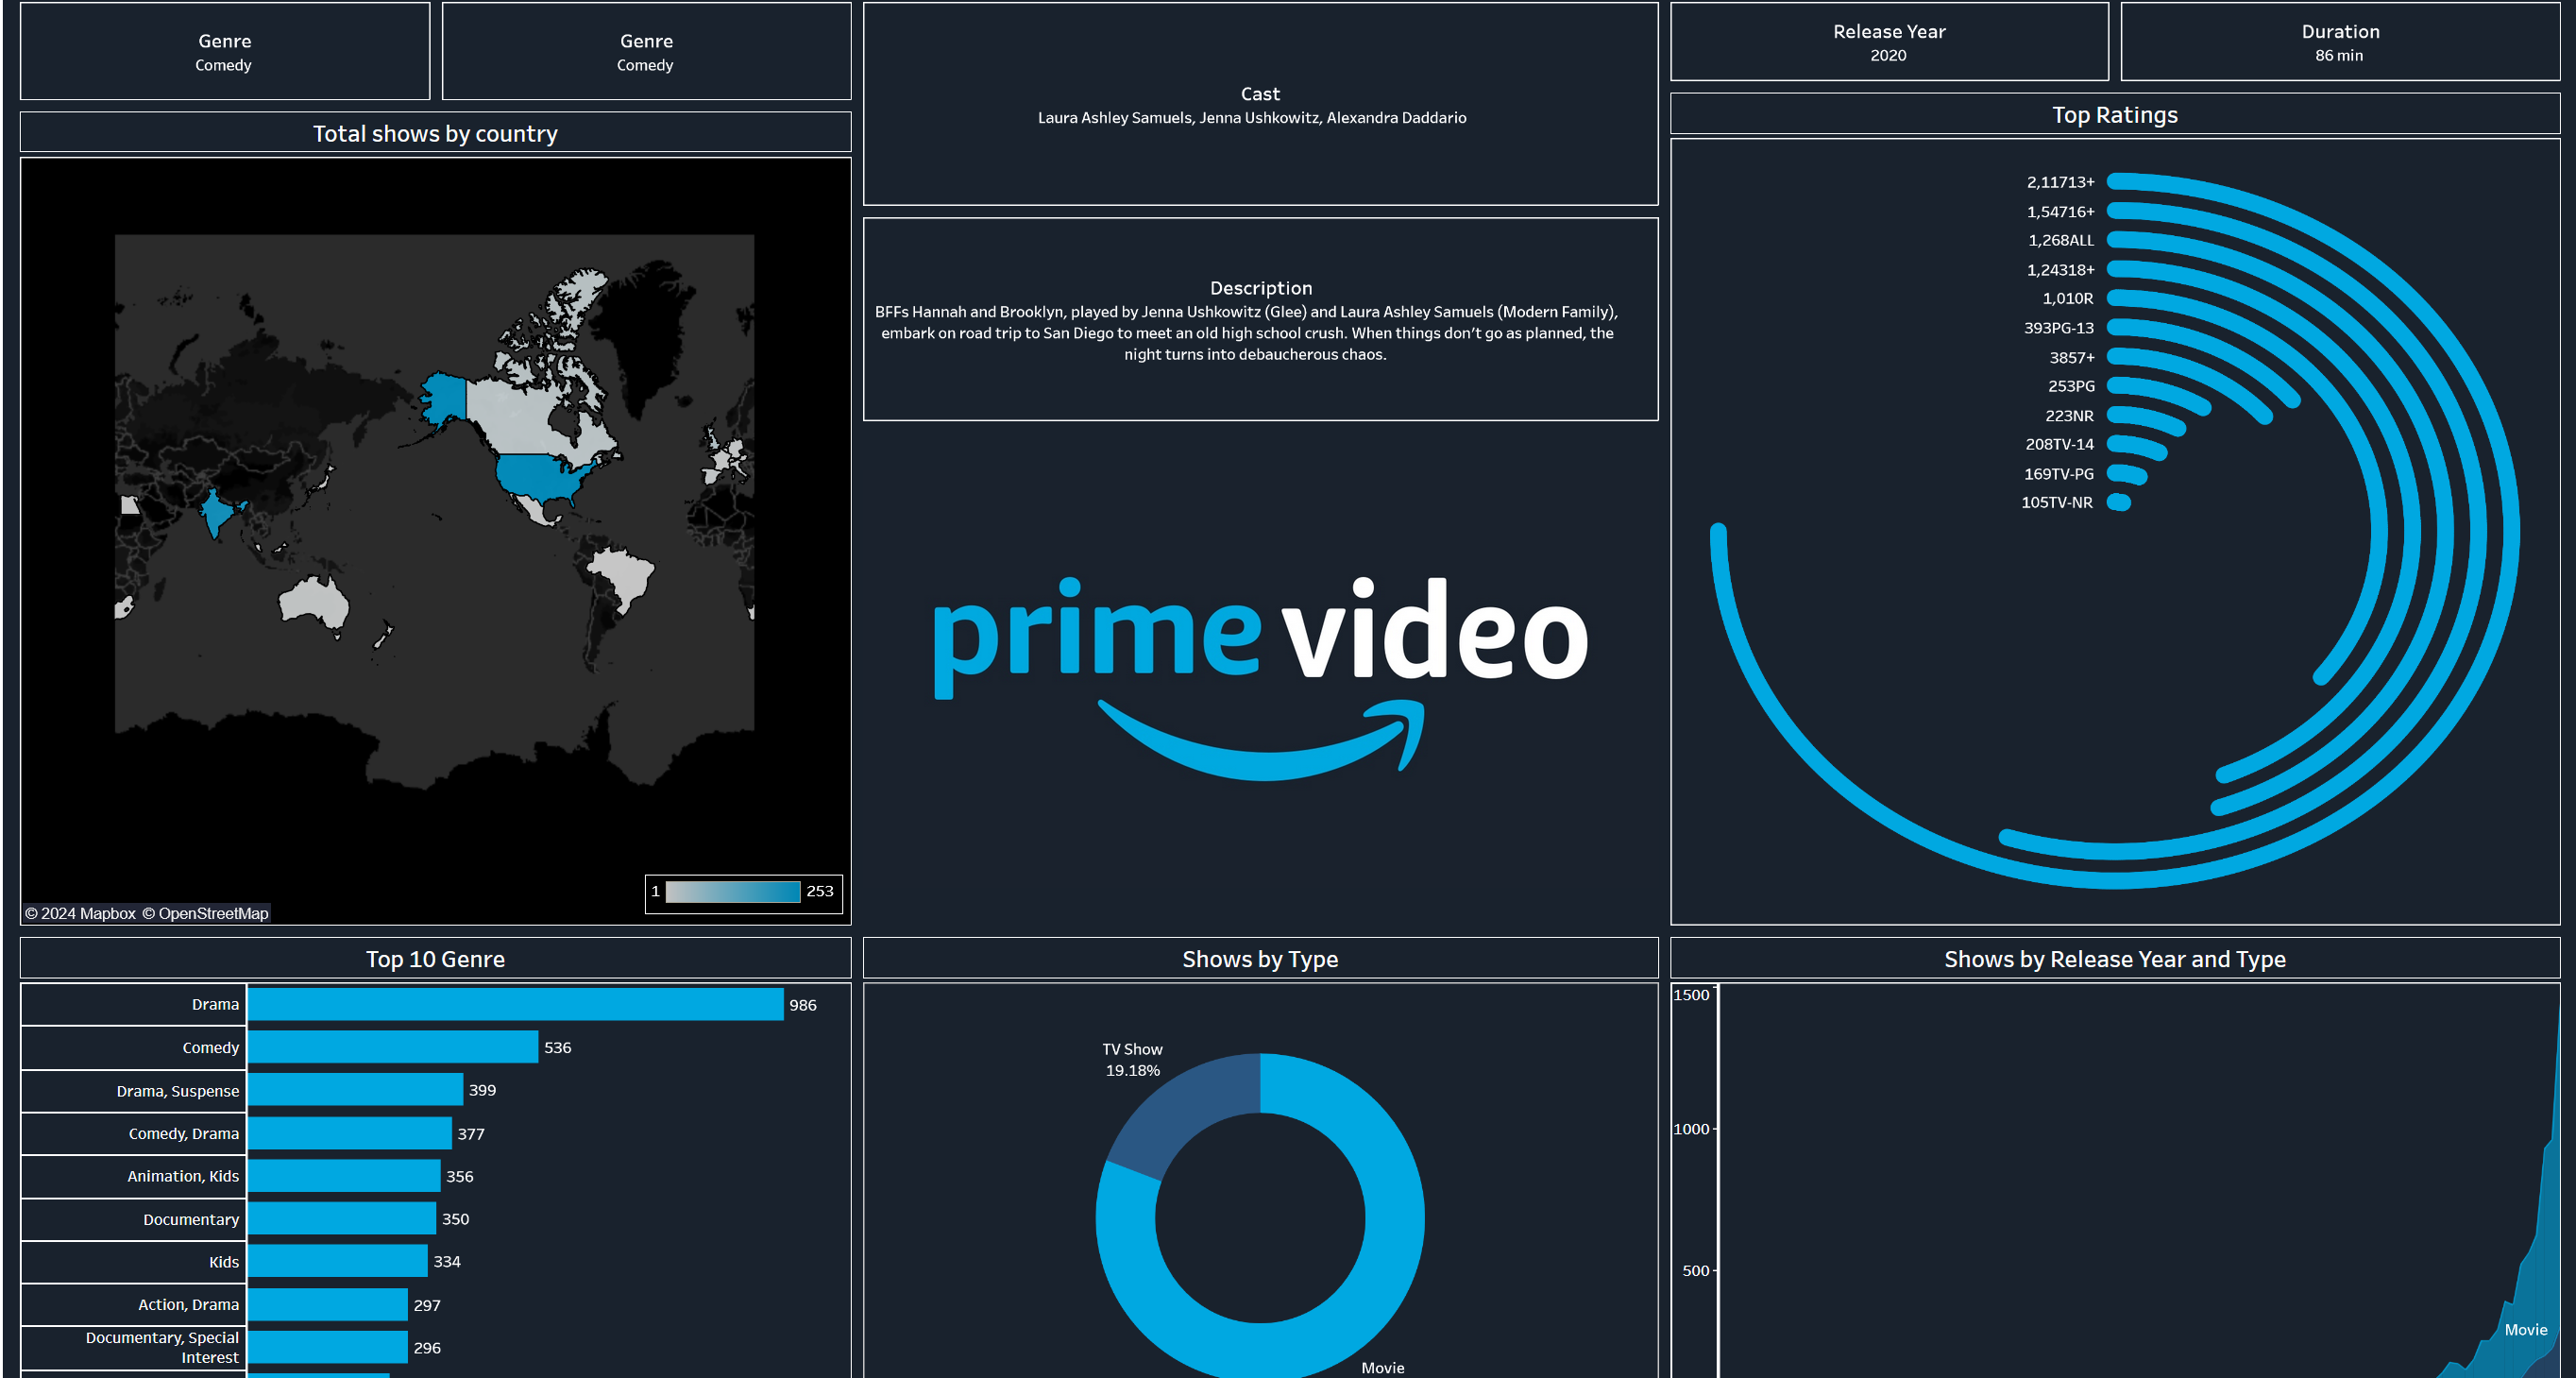 Genre
Comedy
Genre
Comedy
Cast
Laura Ashley Samuels, Jenna Ushkowitz, Alexandra Daddario
Release Year
2020
Duration
86 min
Total shows by country
© 2024 Mapbox © OpenStreetMap
1
253
Description
BFFs Hannah and Brooklyn, played by Jenna Ushkowitz (Glee) and Laura Ashley Samuels (Modern Family),
embark on road trip to San Diego to meet an old high school crush. When things don’t go as planned, the
night turns into debaucherous chaos.
prime video
Top Ratings
2,11713+
1,54716+
1,268ALL
1,24318+
1,010R
393PG-13
3857+
253PG
223NR
208TV-14
169TV-PG
105TV-NR
Top 10 Genre
Drama 986
Comedy 536
Drama, Suspense 399
Comedy, Drama 377
Animation, Kids 356
Documentary 350
Kids 334
Action, Drama 297
Documentary, Special
Interest 296
Shows by Type
TV Show
19.18%
Movie
Shows by Release Year and Type
1500
1000
500
Movie